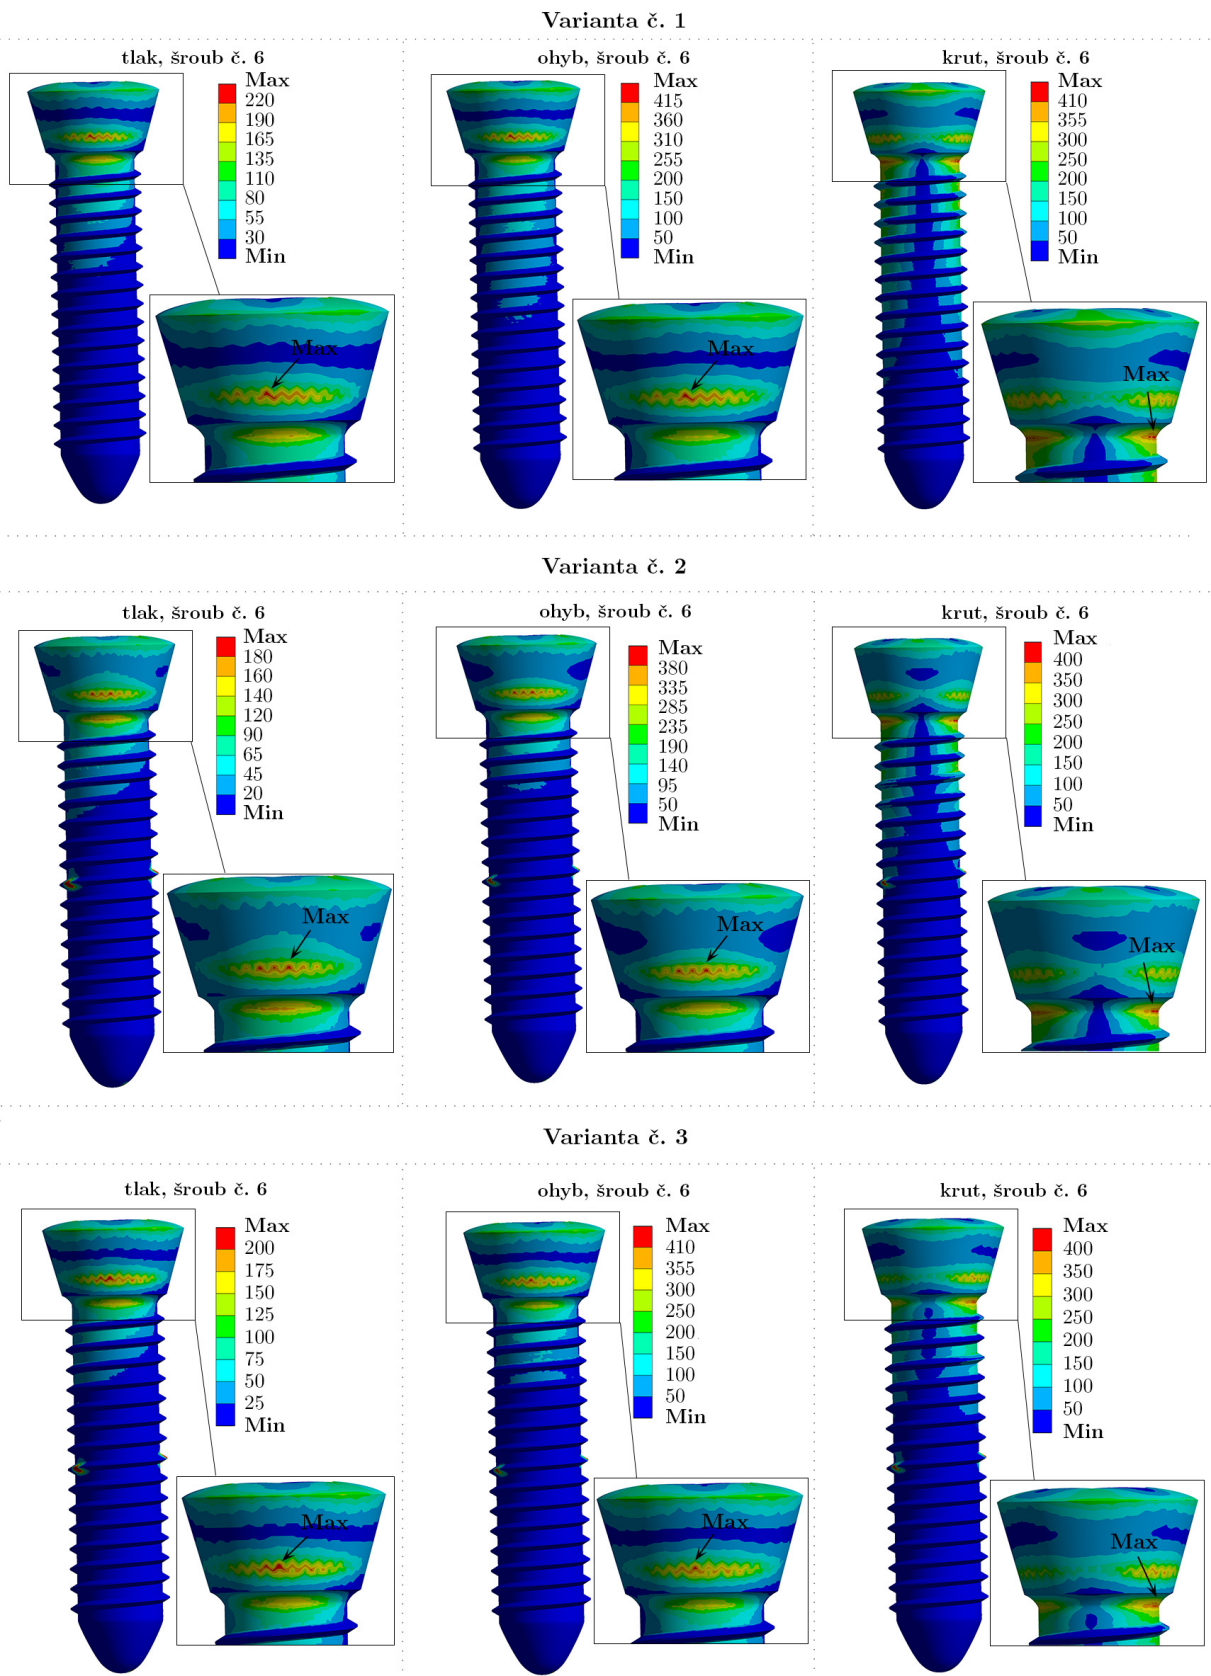 Varianta č. 1
tlak, šroub č. 6
Max
220
190
165
135
110
80
55
30
Min
Max
ohyb, šroub č. 6
Max
415
360
310
255
200
150
100
50
Min
Max
krut, šroub č. 6
Max
410
355
300
250
200
150
100
50
Min
Max
Varianta č. 2
tlak, šroub č. 6
Max
180
160
140
120
90
65
45
20
Min
Max
ohyb, šroub č. 6
Max
380
335
285
235
190
140
95
50
Min
Max
krut, šroub č. 6
Max
400
350
300
250
200
150
100
50
Min
Max
Varianta č. 3
tlak, šroub č. 6
Max
200
175
150
125
100
75
50
25
Min
Max
ohyb, šroub č. 6
Max
410
355
300
250
200
150
100
50
Min
Max
krut, šroub č. 6
Max
400
350
300
250
200
150
100
50
Min
Max